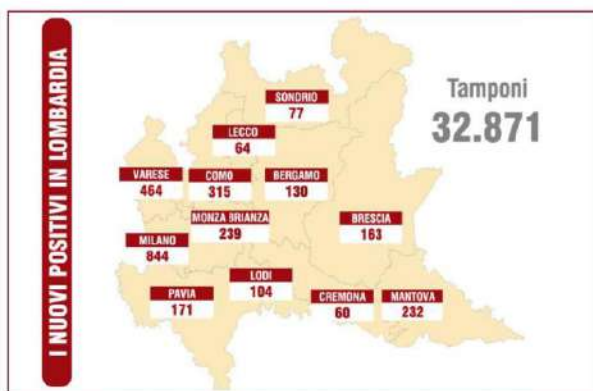 I NUOVI POSITIVI IN LOMBARDIA
Tamponi
32.871
SONDRIO
77
LECCO
64
VARESE
464
COMO
315
BERGAMO
130
MONZA BRIANZA
239
BRESCIA
163
MILANO
844
LODI
104
PAVIA
171
CREMONA
60
MANTOVA
232